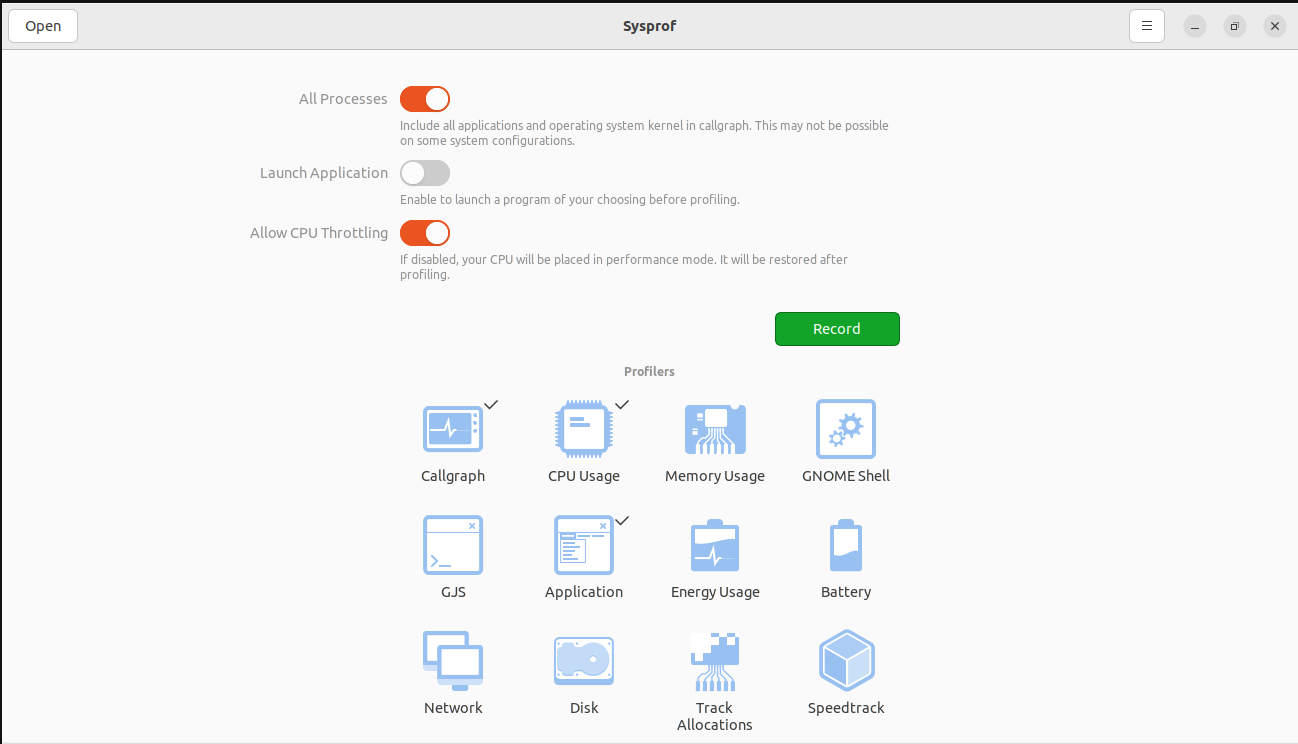 Open
Sysprof
All Processes
Include all applications and operating system kernel in callgraph. This may not be possible
on some system configurations.
Launch Application
Enable to launch a program of your choosing before profiling.
Allow CPU Throttling
If disabled, your CPU will be placed in performance mode. It will be restored after
profiling.
Record
Profilers
Callgraph
CPU Usage
Memory Usage
GNOME Shell
GJS
Application
Energy Usage
Battery
Network
Disk
Track
Allocations
Speedtrack